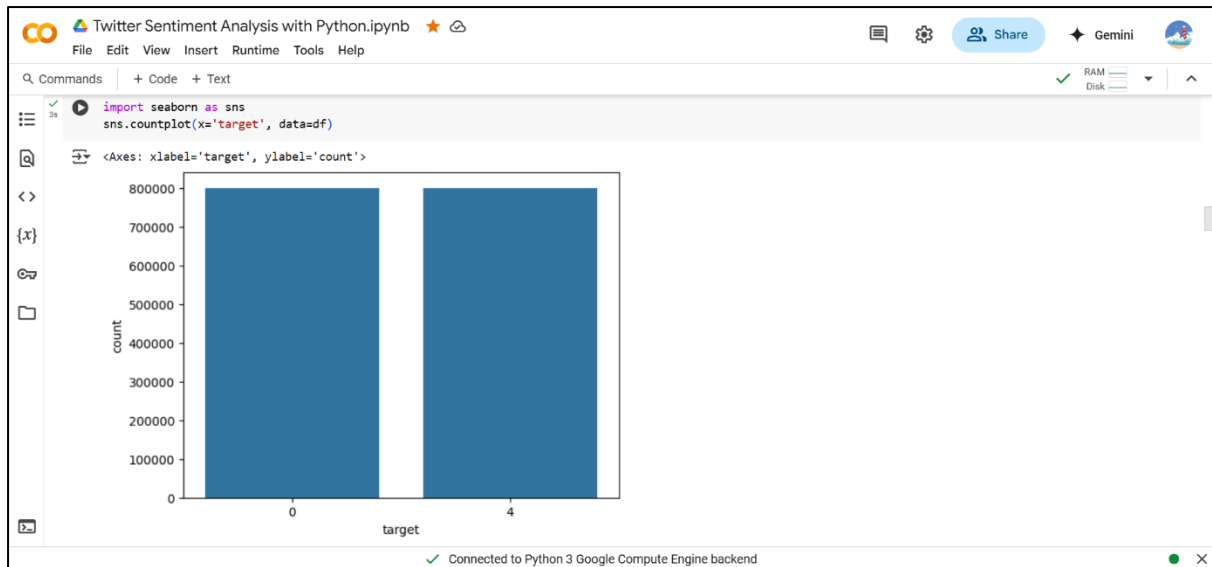 Twitter Sentiment Analysis with Python.ipynb
File Edit View Insert Runtime Tools Help
Share
Gemini
Commands + Code + Text
RAM
Disk
3s
import seaborn as sns
sns.countplot(x='target', data=df)
<Axes: xlabel='target', ylabel='count'>
800000
700000
600000
500000
400000
300000
200000
100000
0
count
0 4
target
{x}
Connected to Python 3 Google Compute Engine backend